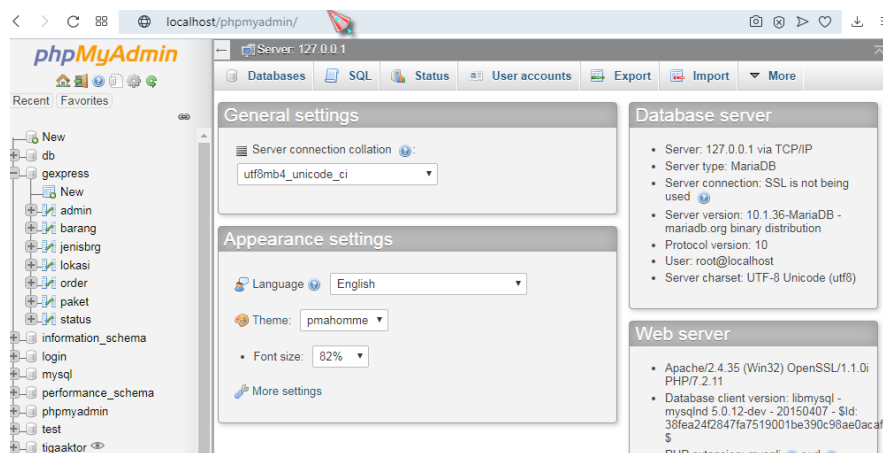 localhost/phpmyadmin/
phpMyAdmin
Recent Favorites
New
db
gexpress
New
admin
barang
jenisbrg
lokasi
order
paket
status
information_schema
login
mysql
performance_schema
phpmyadmin
test
tigaaktor
Server: 127.0.0.1
Databases SQL Status User accounts Export Import More
General settings
Server connection collation :
utf8mb4_unicode_ci
Appearance settings
Language English
Theme: pmahomme
Font size: 82%
More settings
Database server
Server: 127.0.0.1 via TCP/IP
Server type: MariaDB
Server connection: SSL is not being
used
Server version: 10.1.36-MariaDB -
mariadb.org binary distribution
Protocol version: 10
User: root@localhost
Server charset: UTF-8 Unicode (utf8)
Web server
Apache/2.4.35 (Win32) OpenSSL/1.1.0i
PHP/7.2.11
Database client version: libmysql -
mysqlnd 5.0.12-dev - 20150407 - $Id:
38fea24f2847fa7519001be390c98ae0acaf
$
PHP extension: mysqli curl